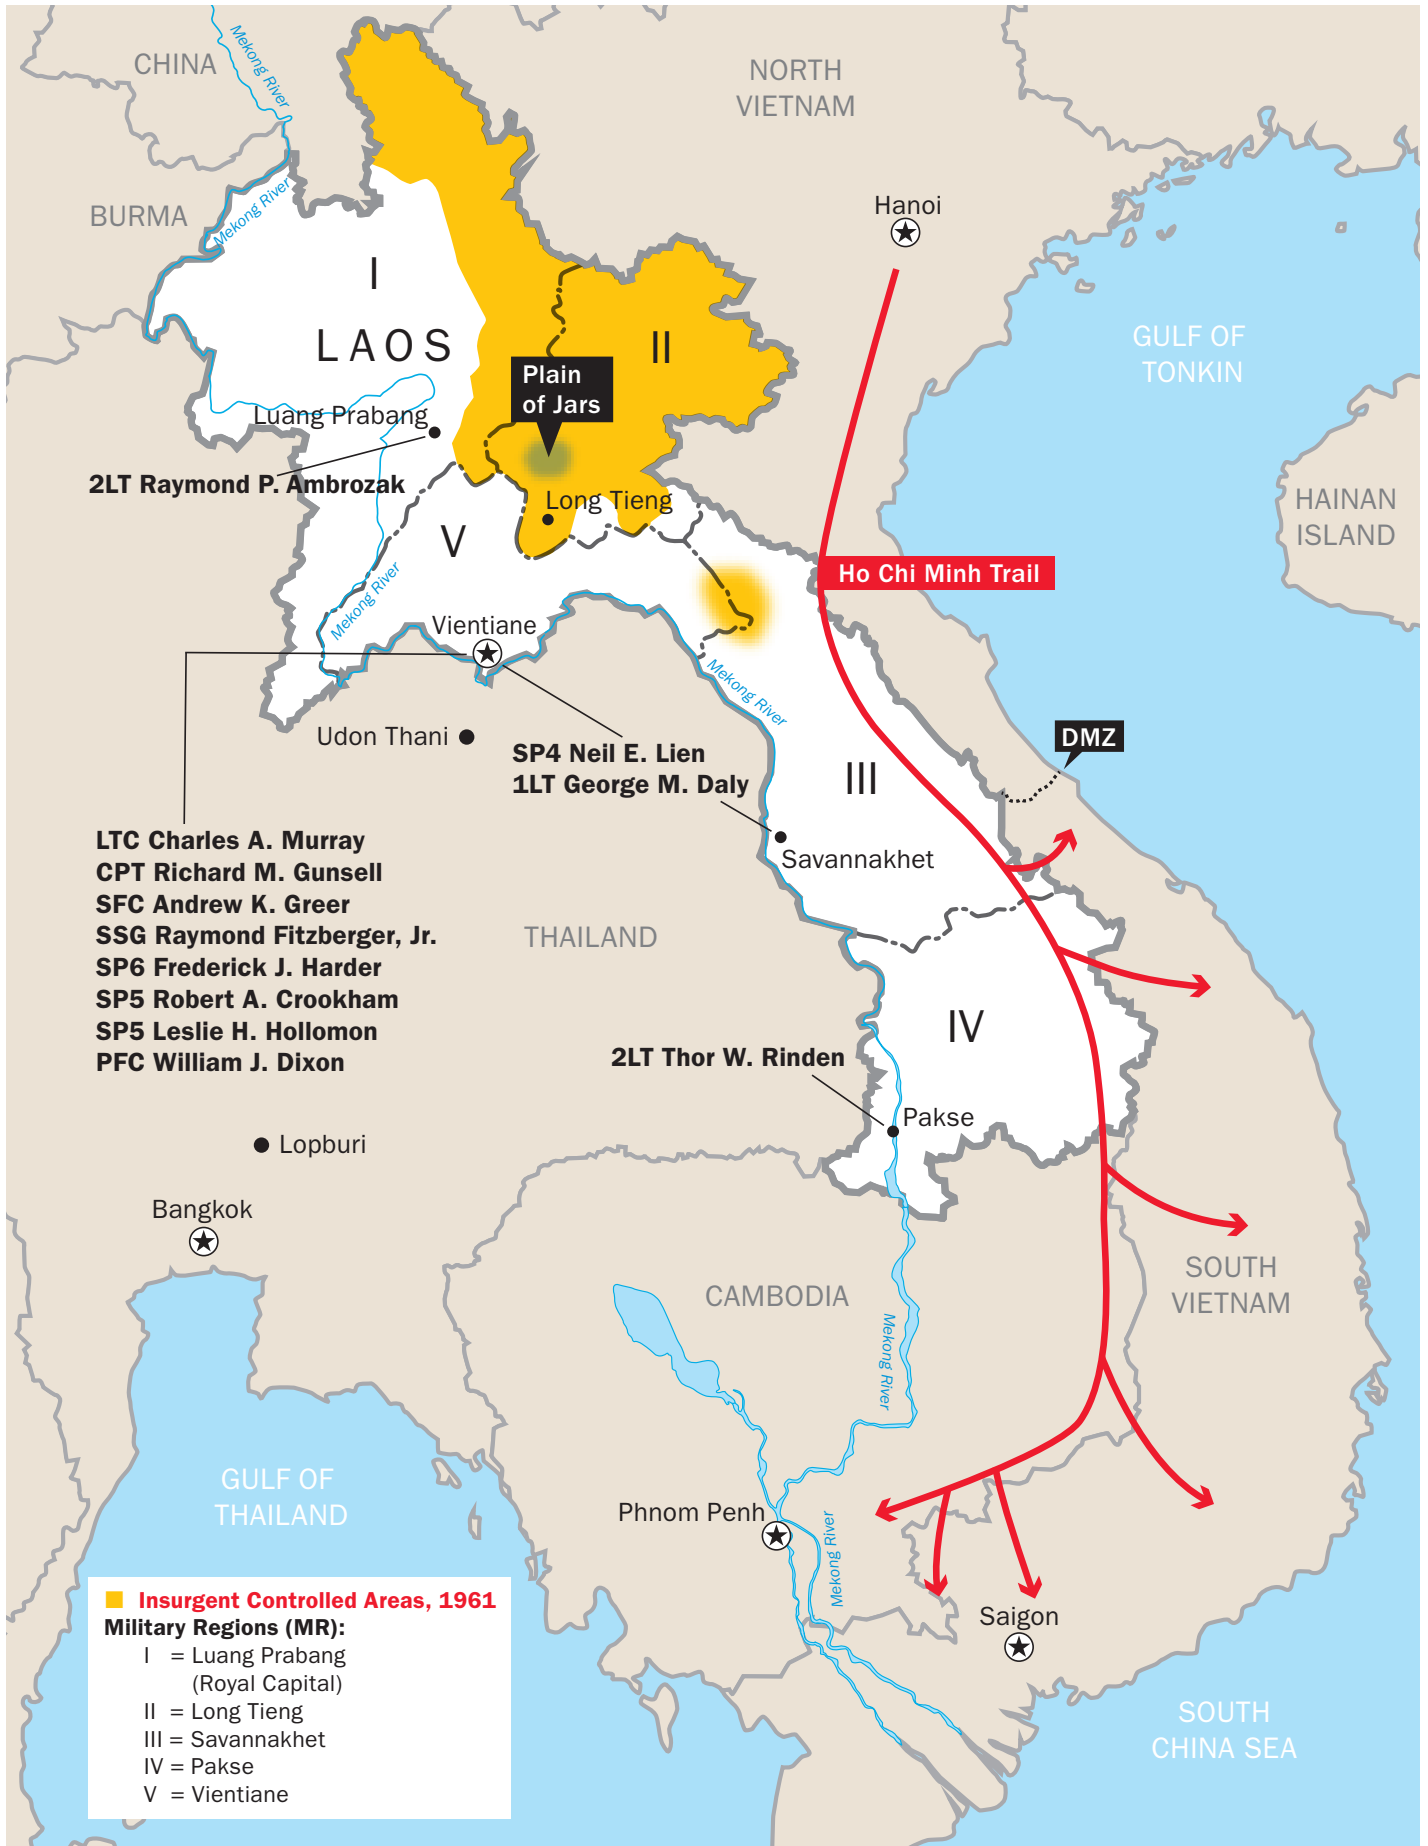 CHINA
Mekong River
NORTH
VIETNAM
BURMA
Mekong River
Hanoi
I
LAOS
II
GULF OF
TONKIN
Plain
of Jars
Luang Prabang
2LT Raymond P. Ambrozak
Long Tieng
HAINAN
ISLAND
V
Ho Chi Minh Trail
Mekong River
Vientiane
Mekong River
Udon Thani
DMZ
SP4 Neil E. Lien
1LT George M. Daly
III
LTC Charles A. Murray
CPT Richard M. Gunsell
SFC Andrew K. Greer
SSG Raymond Fitzberger, Jr.
SP6 Frederick J. Harder
SP5 Robert A. Crookham
SP5 Leslie H. Hollomon
PFC William J. Dixon
Savannakhet
THAILAND
IV
2LT Thor W. Rinden
Pakse
Lopburi
Bangkok
SOUTH
VIETNAM
CAMBODIA
Mekong River
GULF OF
THAILAND
Phnom Penh
Mekong River
Saigon
SOUTH
CHINA SEA
Insurgent Controlled Areas, 1961
Military Regions (MR):
I = Luang Prabang
(Royal Capital)
II = Long Tieng
III = Savannakhet
IV = Pakse
V = Vientiane